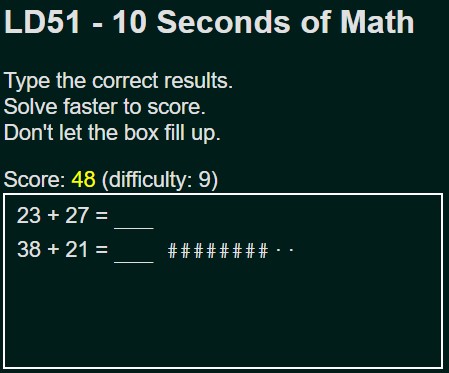 LD51 - 10 Seconds of Math
Type the correct results.
Solve faster to score.
Don't let the box fill up.
Score: 48 (difficulty: 9)
23 + 27 = ___
38 + 21 = ___ ########··